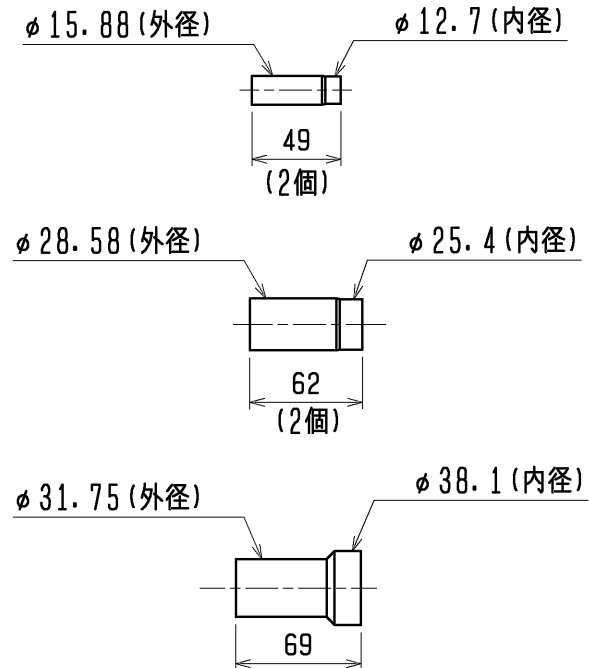 φ15.88(外径) φ12.7(内径)
49
(2個)
φ28.58(外径) φ25.4(内径)
62
(2個)
φ31.75(外径) φ38.1(内径)
69